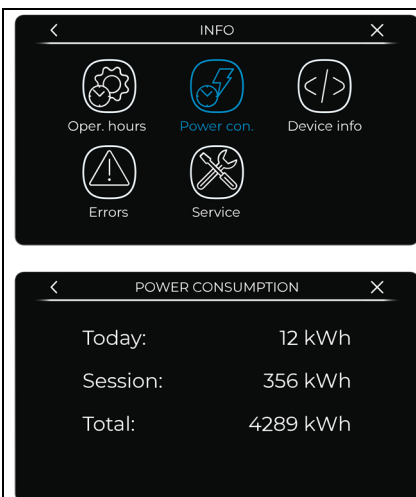 INFO
Oper. hours Power con. Device info
Errors Service
POWER CONSUMPTION
Today: 12 kWh
Session: 356 kWh
Total: 4289 kWh